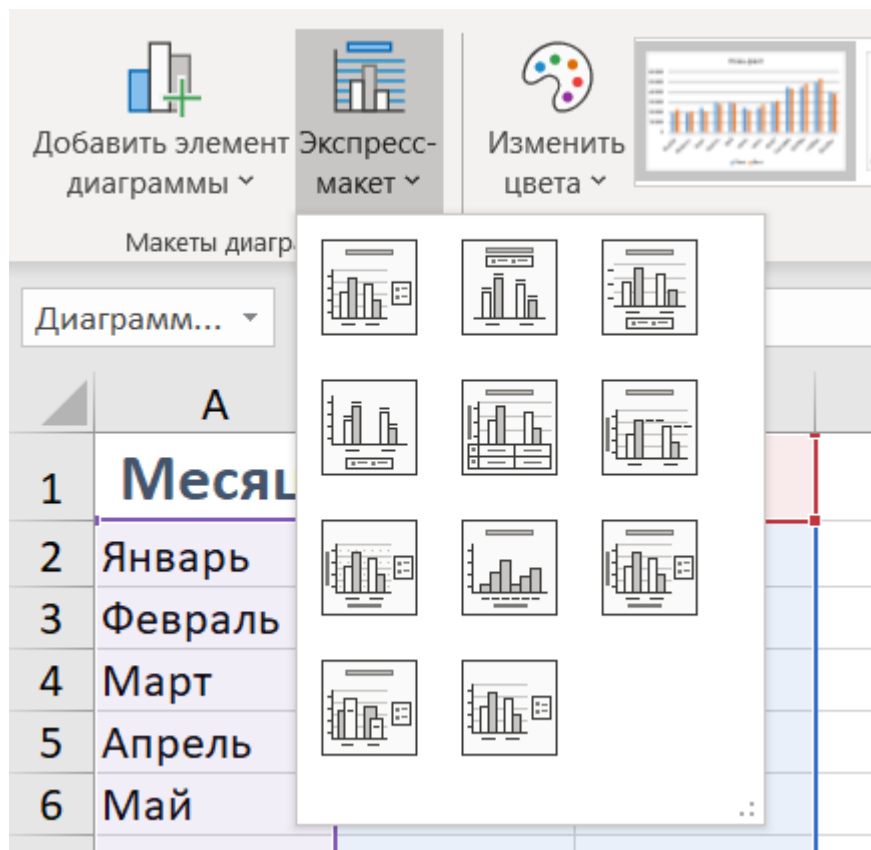 Добавить элемент
диаграммы
Экспресс-
макет
Изменить
цвета
Макеты диагр
Диаграмм...
A
1 Месяц
2 Январь
3 Февраль
4 Март
5 Апрель
6 Май